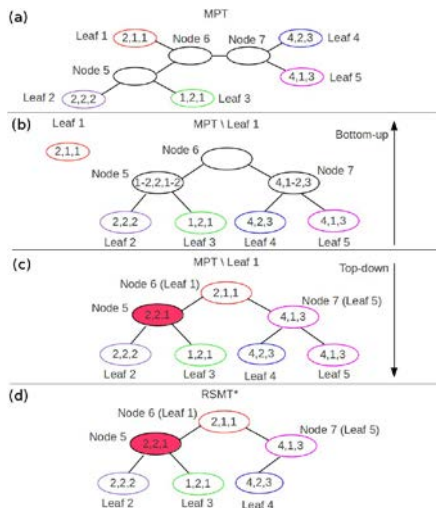 (a) MPT
Leaf 1 2,1,1 Node 6 Node 7 4,2,3 Leaf 4
Node 5
4,1,3 Leaf 5
Leaf 2 2,2,2 1,2,1 Leaf 3
(b) Leaf 1 MPT \ Leaf 1
Bottom-up
2,1,1 Node 6
Node 5 1-2,2,1-2 4,1-2,3 Node 7
2,2,2 1,2,1 4,2,3 4,1,3
Leaf 2 Leaf 3 Leaf 4 Leaf 5
(c) MPT \ Leaf 1
Top-down
Node 6 (Leaf 1) 2,1,1
Node 5 2,2,1 4,1,3 Node 7 (Leaf 5)
2,2,2 1,2,1 4,2,3 4,1,3
Leaf 2 Leaf 3 Leaf 4 Leaf 5
(d) RSMT*
Node 6 (Leaf 1) 2,1,1
Node 5 2,2,1 4,1,3 Node 7 (Leaf 5)
2,2,2 1,2,1 4,2,3
Leaf 2 Leaf 3 Leaf 4